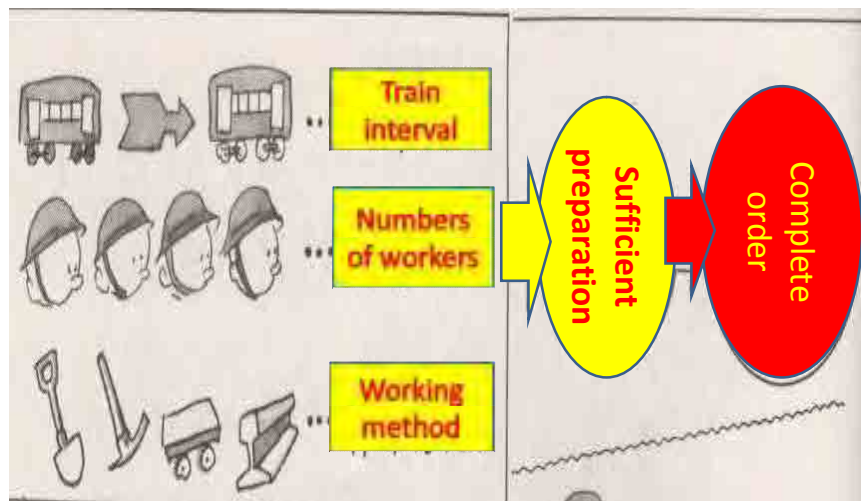 Train
interval
Numbers
of workers
Working
method
Sufficient
preparation
Complete
order